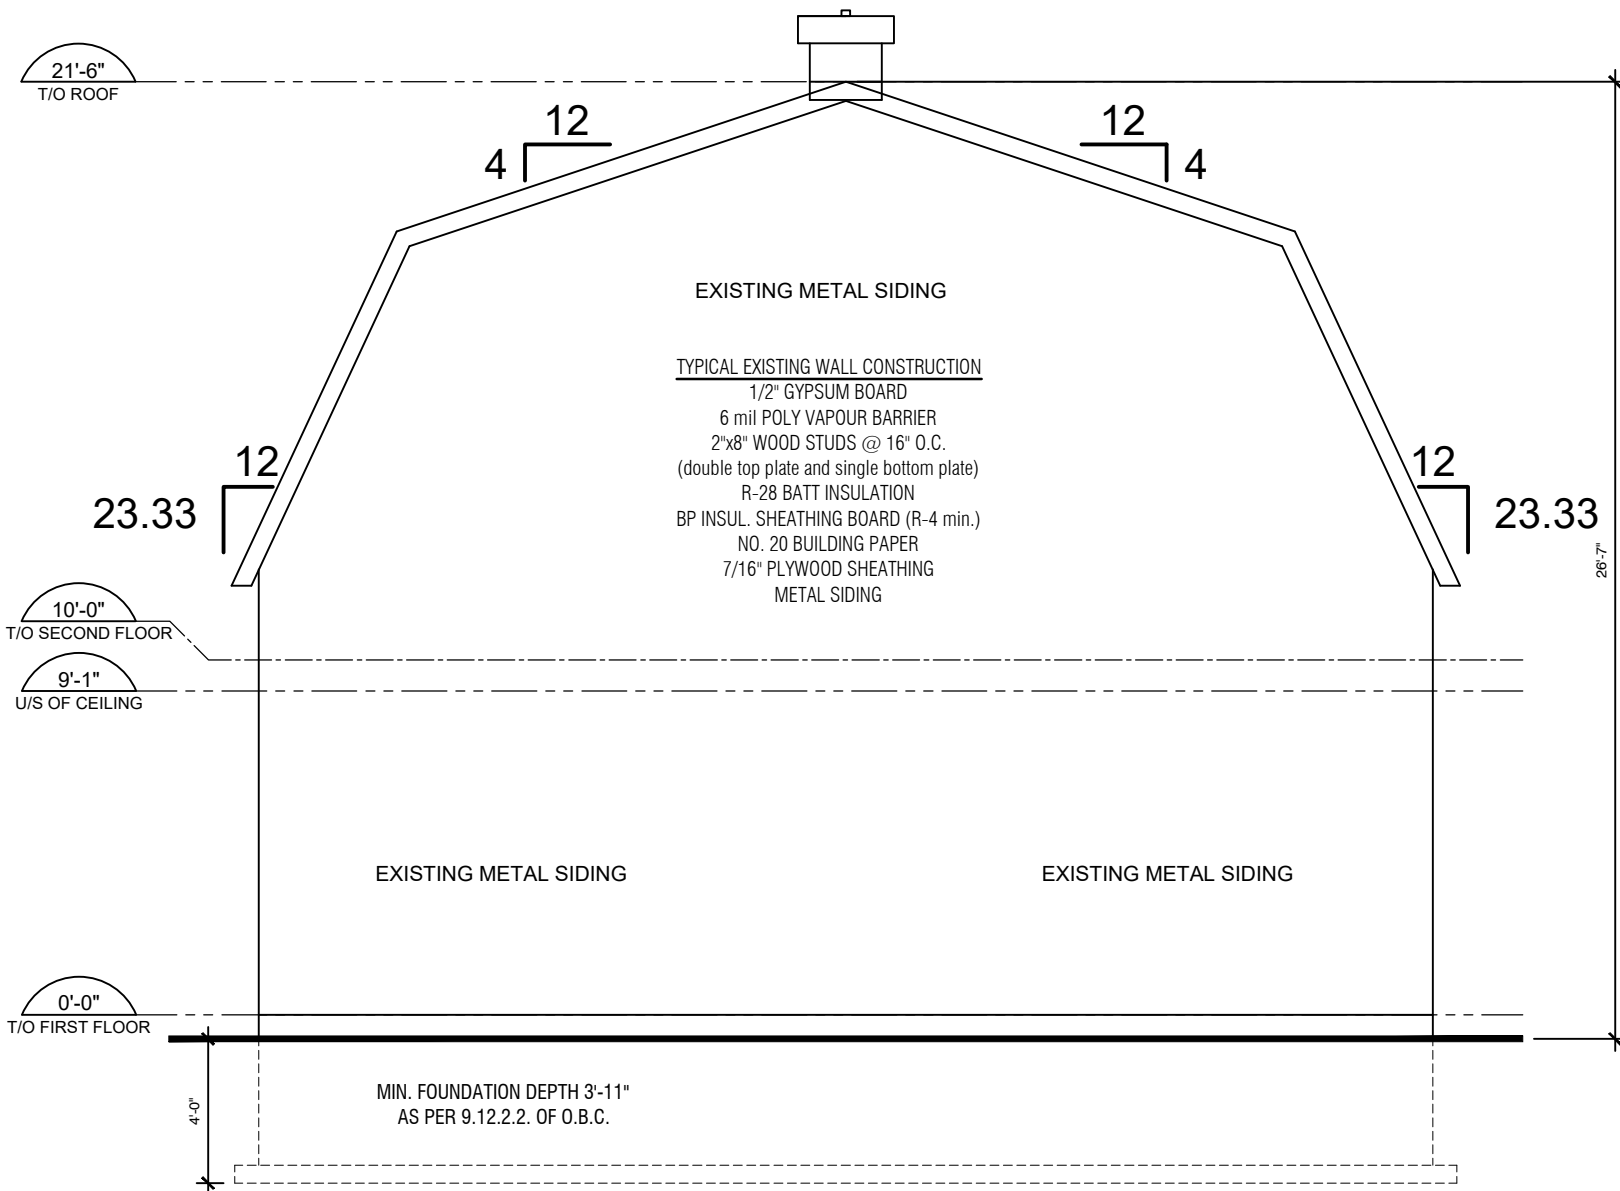 21'-6"
T/O ROOF
12
4
12
4
EXISTING METAL SIDING
TYPICAL EXISTING WALL CONSTRUCTION
1/2" GYPSUM BOARD
6 mil POLY VAPOUR BARRIER
2"x8" WOOD STUDS @ 16" O.C.
(double top plate and single bottom plate)
R-28 BATT INSULATION
BP INSUL. SHEATHING BOARD (R-4 min.)
NO. 20 BUILDING PAPER
7/16" PLYWOOD SHEATHING
METAL SIDING
12
23.33
12
23.33
26'-7"
10'-0"
T/O SECOND FLOOR
9'-1"
U/S OF CEILING
EXISTING METAL SIDING
EXISTING METAL SIDING
0'-0"
T/O FIRST FLOOR
4'-0"
MIN. FOUNDATION DEPTH 3'-11"
AS PER 9.12.2.2. OF O.B.C.